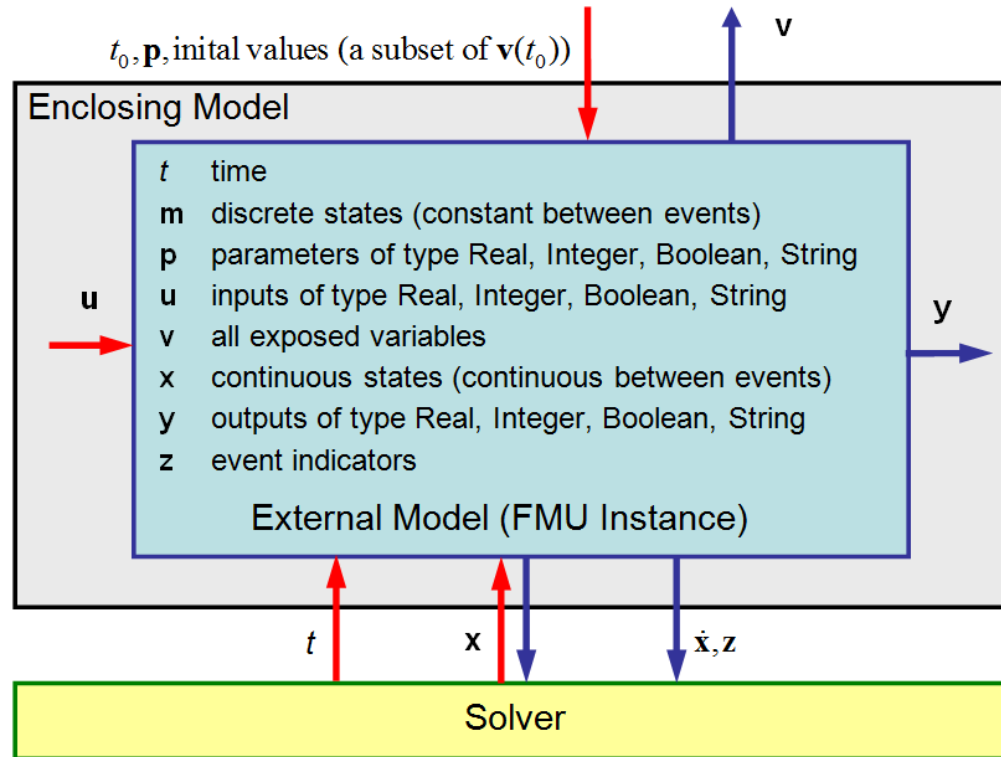 t₀, p, inital values (a subset of v(t₀))
v
Enclosing Model
t time
m discrete states (constant between events)
p parameters of type Real, Integer, Boolean, String
u inputs of type Real, Integer, Boolean, String
v all exposed variables
x continuous states (continuous between events)
y outputs of type Real, Integer, Boolean, String
z event indicators
External Model (FMU Instance)
u
y
t
x
ẋ, z
Solver